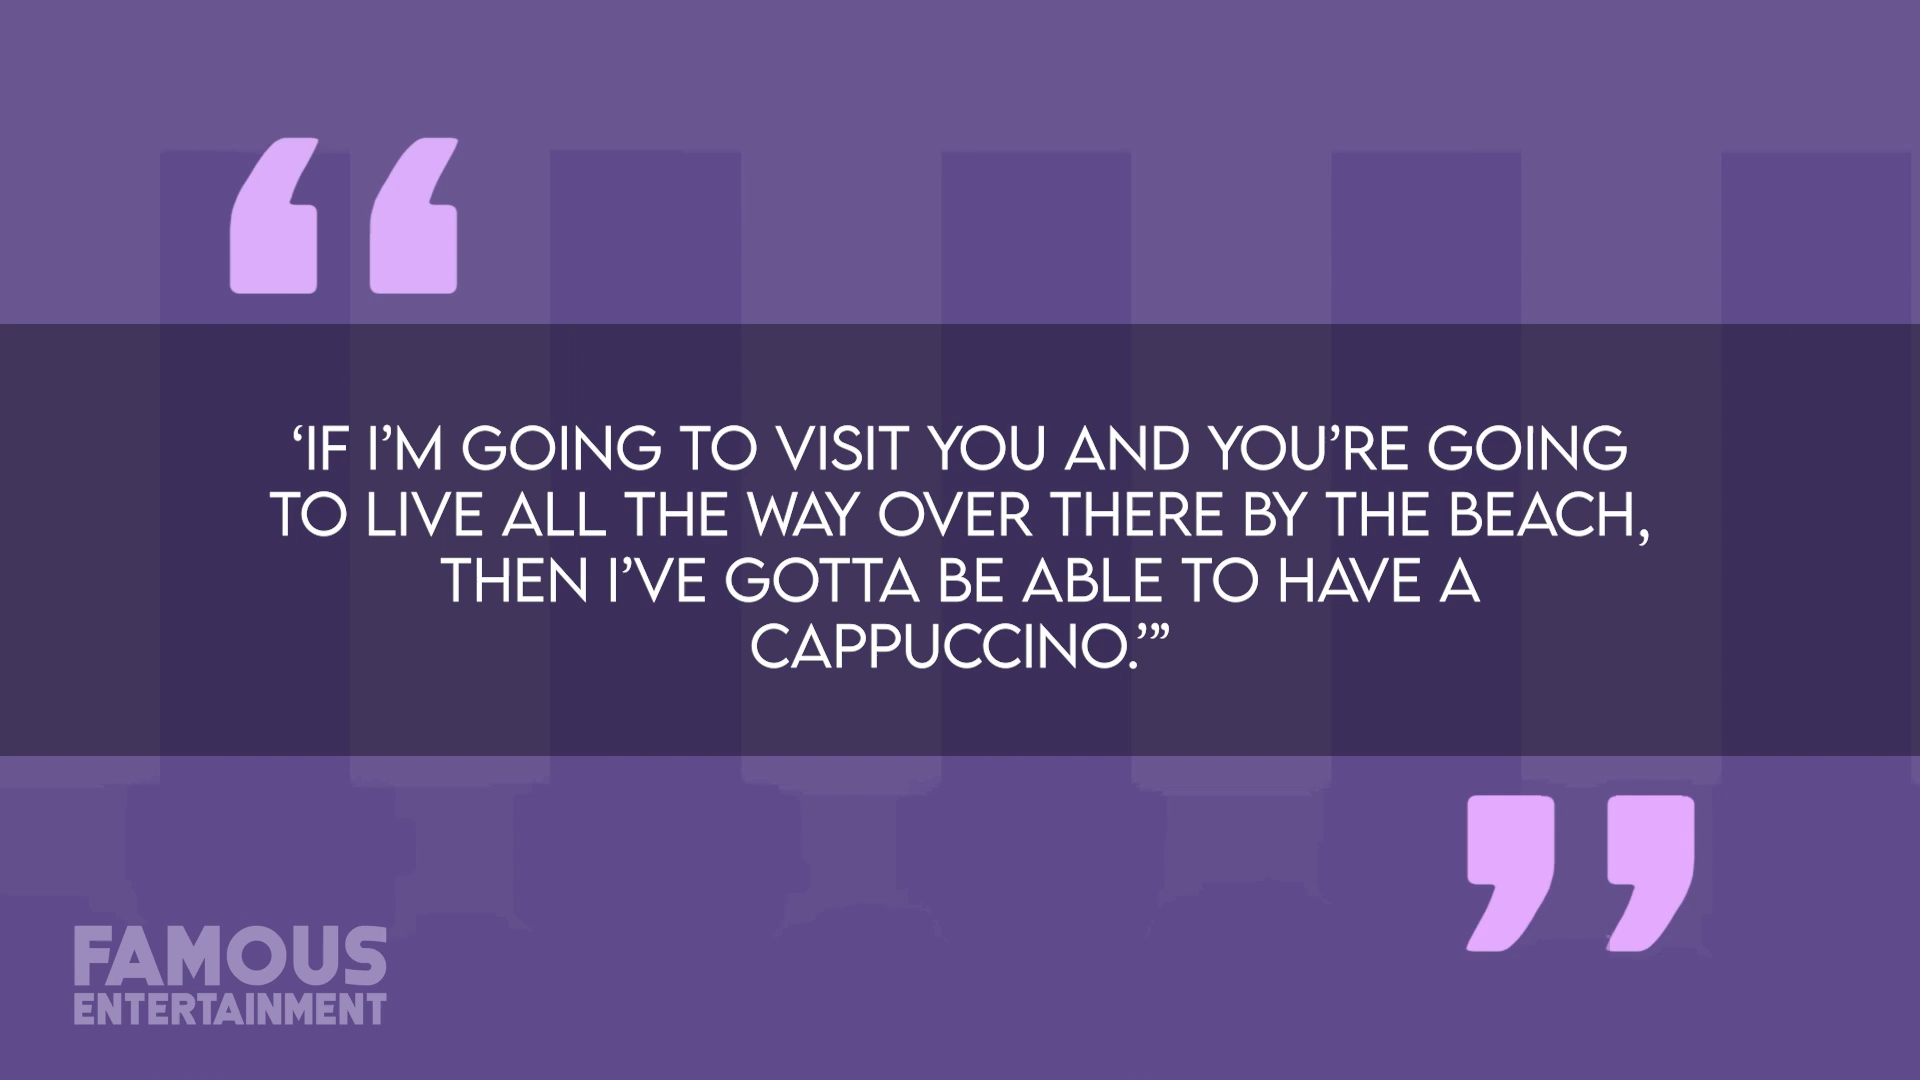 ‘IF I’M GOING TO VISIT YOU AND YOU’RE GOING
TO LIVE ALL THE WAY OVER THERE BY THE BEACH,
THEN I’VE GOTTA BE ABLE TO HAVE A
CAPPUCCINO.’”
FAMOUS
ENTERTAINMENT